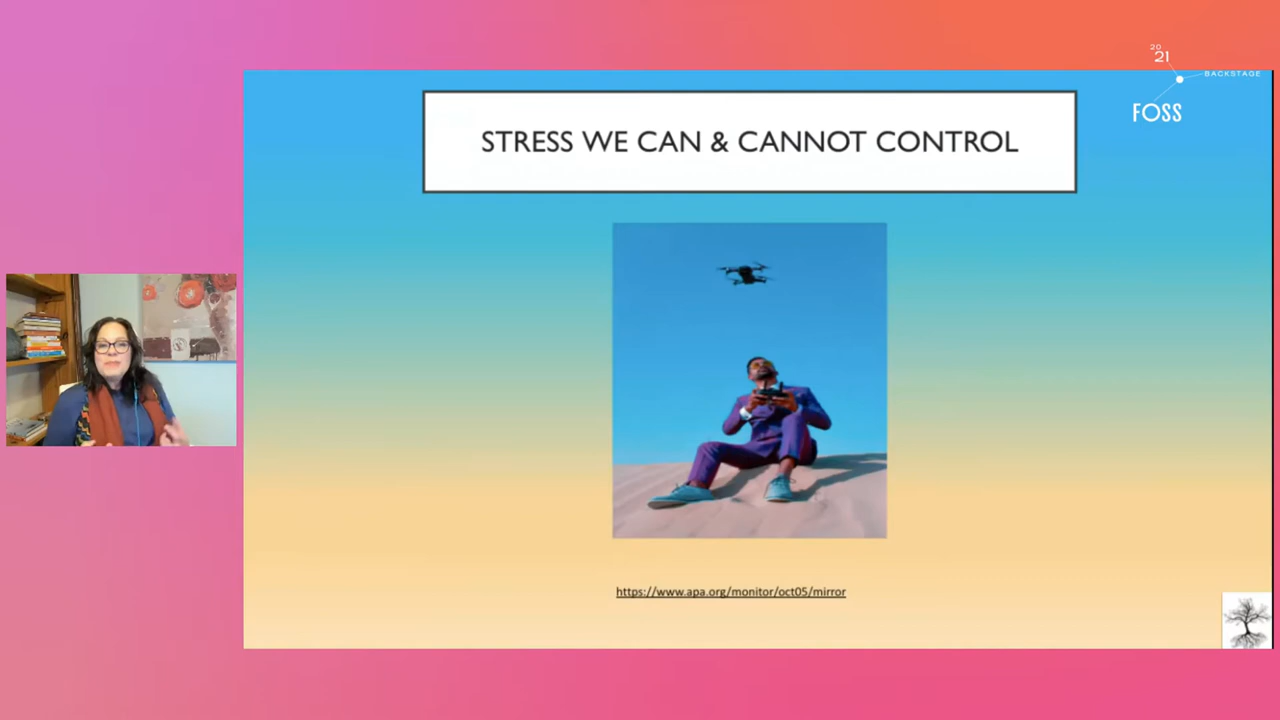 20
21
BACKSTAGE
FOSS
STRESS WE CAN & CANNOT CONTROL
https://www.apa.org/monitor/oct05/mirror